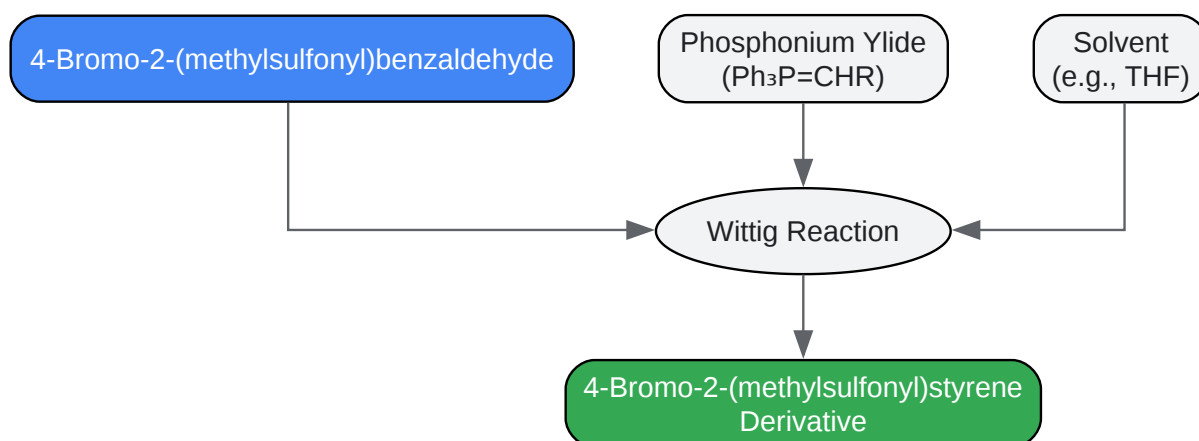 4-Bromo-2-(methylsulfonyl)benzaldehyde
Phosphonium Ylide
(Ph₃P=CHR)
Solvent
(e.g., THF)
Wittig Reaction
4-Bromo-2-(methylsulfonyl)styrene
Derivative